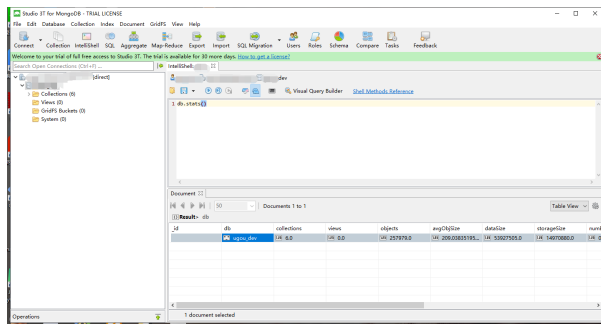 Studio 3T for MongoDB - TRIAL LICENSE
File Edit Database Collection Index Document GridFS View Help
Connect Collection IntelliShell SQL Aggregate Map-Reduce Export Import SQL Migration Users Roles Schema Compare Tasks Feedback
Welcome to your trial of full free access to Studio 3T. The trial is available for 30 more days. How to get a license?
Search Open Connections (Ctrl+F) ...
IntelliShell:
[direct]
dev
Collections (6)
Views (0)
GridFS Buckets (0)
System (0)
Visual Query Builder Shell Methods Reference
1 db.stats()
Document
50 Documents 1 to 1 Table View
Result> db
_id db collections views objects avgObjSize dataSize storageSize
_dev 6.0 0.0 257979.0 209.03835195... 53927505.0 14970880.0
Operations
1 document selected